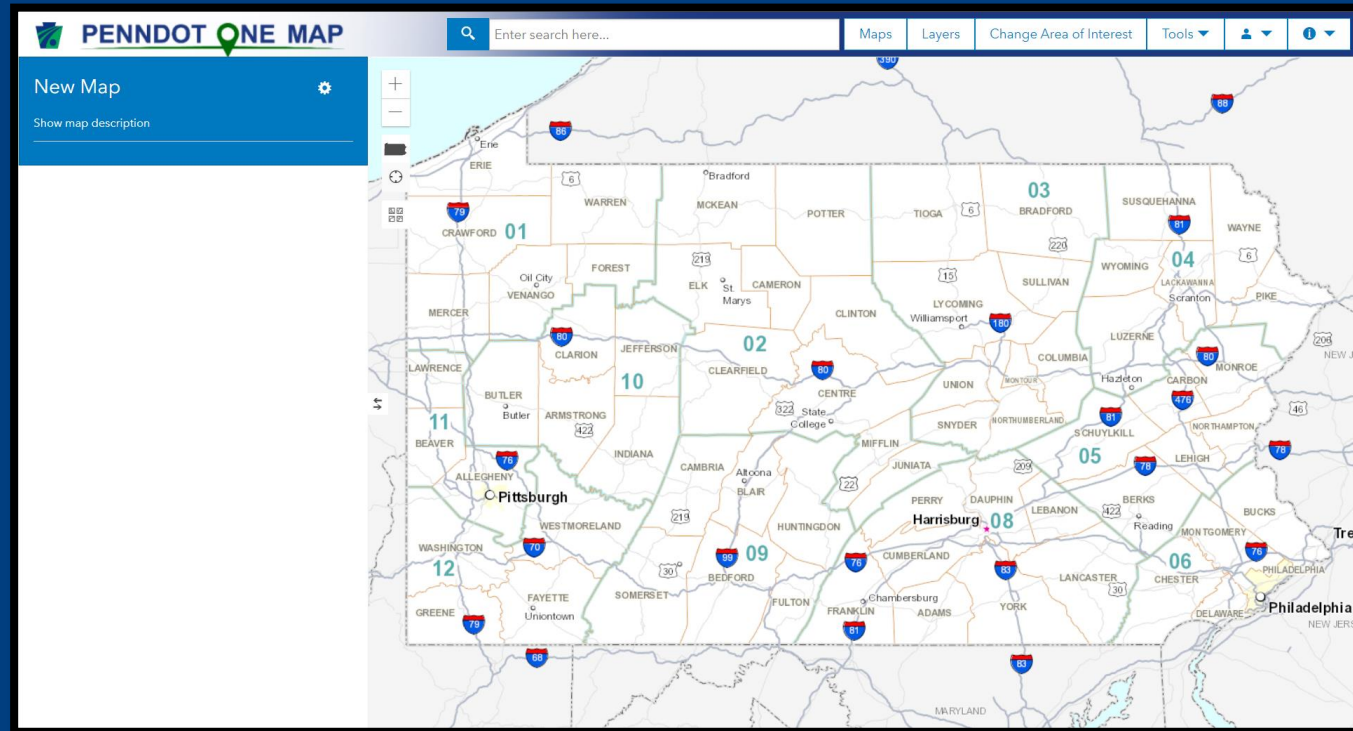 PENNDOT ONE MAP
Enter search here...
Maps
Layers
Change Area of Interest
Tools
New Map
Show map description
390
88
86
Erie
ERIE
6
Bradford
03
79
WARREN
MCKEAN
POTTER
TIOGA
6
BRADFORD
SUSQUEHANNA
81
WAYNE
CRAWFORD
01
220
6
219
04
FOREST
WYOMING
Oil City
ELK
St.
Marys
CAMERON
15
SULLIVAN
LACKAWANNA
Scranton
PIKE
VENANGO
MERCER
CLINTON
LYCOMING
Williamsport
180
80
JEFFERSON
02
LUZERNE
206
NEW J
CLARION
COLUMBIA
80
MONROE
LAWRENCE
10
CLEARFIELD
80
UNION
MONTOUR
Hazleton
CARBON
BUTLER
CENTRE
476
Butler
ARMSTRONG
322
State
College
46
11
422
SNYDER
NORTHUMBERLAND
81
NORTHAMPTON
BEAVER
MIFFLIN
SCHUYLKILL
76
INDIANA
CAMBRIA
Altoona
JUNIATA
209
05
78
LEHIGH
78
ALLEGHENY
BLAIR
22
Pittsburgh
PERRY
DAUPHIN
LEBANON
422
BERKS
BUCKS
219
Harrisburg
08
Reading
WESTMORELAND
HUNTINGDON
MONTGOMERY
Tre
WASHINGTON
70
99
09
76
CUMBERLAND
76
12
30
BEDFORD
83
LANCASTER
30
06
CHESTER
PHILADELPHIA
FAYETTE
SOMERSET
FULTON
Chambersburg
YORK
Philadelphia
GREENE
79
Uniontown
FRANKLIN
ADAMS
DELAWARE
NEW JERS
81
68
83
MARYLAND